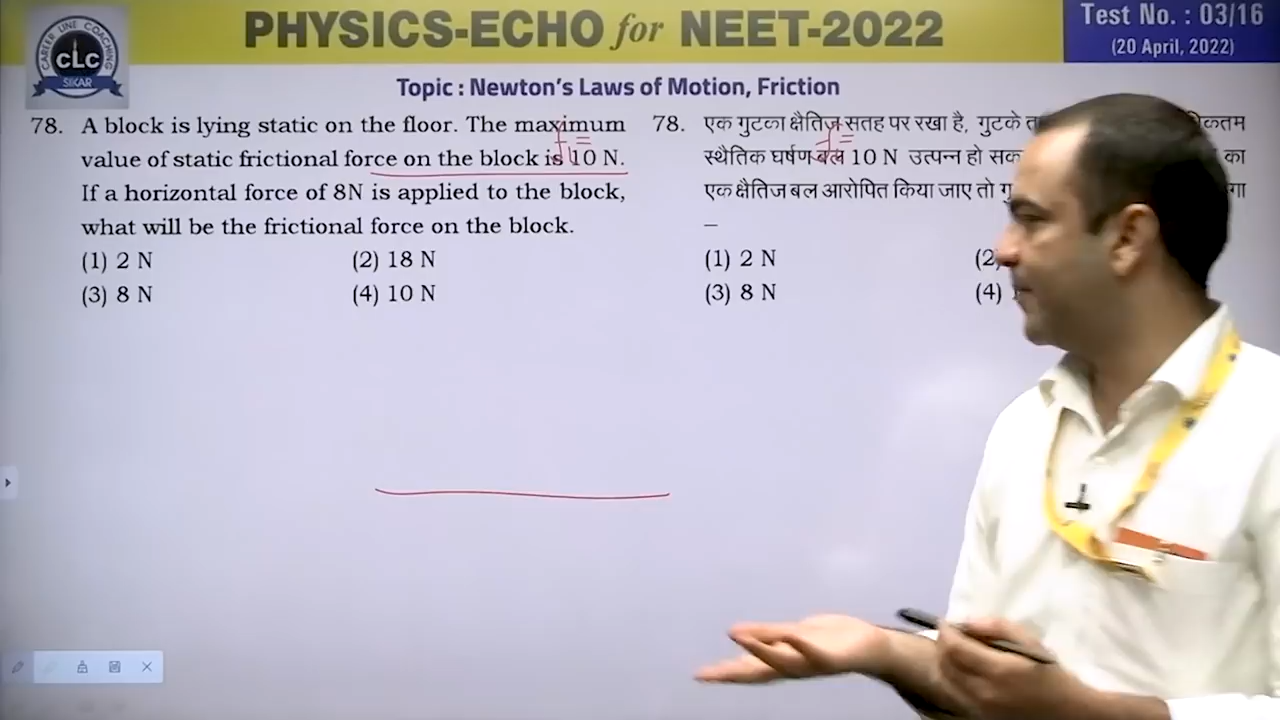 PHYSICS-ECHO for NEET-2022
Test No. : 03/16
(20 April, 2022)
CAREER LINE COACHING
CLC
SIKAR
Topic : Newton's Laws of Motion, Friction
78. A block is lying static on the floor. The maximum
value of static frictional force on the block is 10 N.
If a horizontal force of 8N is applied to the block,
what will be the frictional force on the block.
(1) 2 N (2) 18 N
(3) 8 N (4) 10 N
78. एक गुटका क्षैतिज सतह पर रखा है, गुटके
स्थैतिक घर्षण बल 10 N उत्पन्न हो का
एक क्षैतिज बल आरोपित किया जाए तो
–
(1) 2 N (2)
(3) 8 N (4)